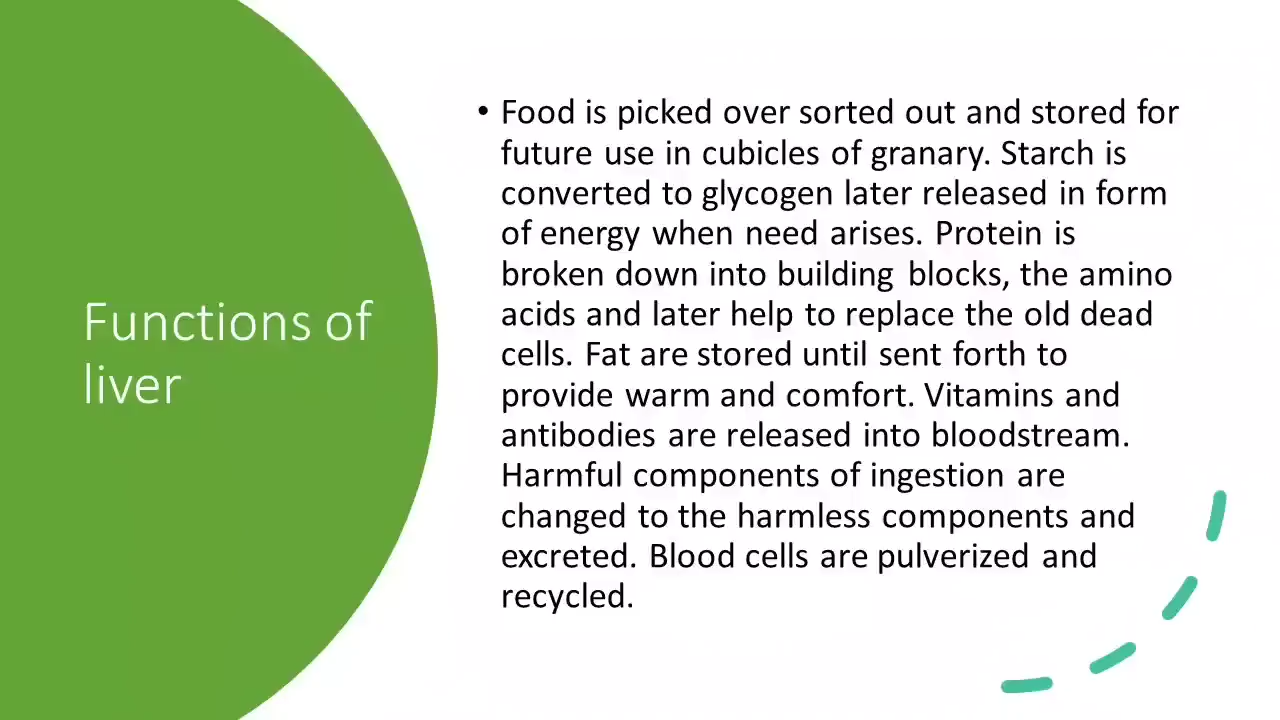 Functions of
liver
• Food is picked over sorted out and stored for
future use in cubicles of granary. Starch is
converted to glycogen later released in form
of energy when need arises. Protein is
broken down into building blocks, the amino
acids and later help to replace the old dead
cells. Fat are stored until sent forth to
provide warm and comfort. Vitamins and
antibodies are released into bloodstream.
Harmful components of ingestion are
changed to the harmless components and
excreted. Blood cells are pulverized and
recycled.